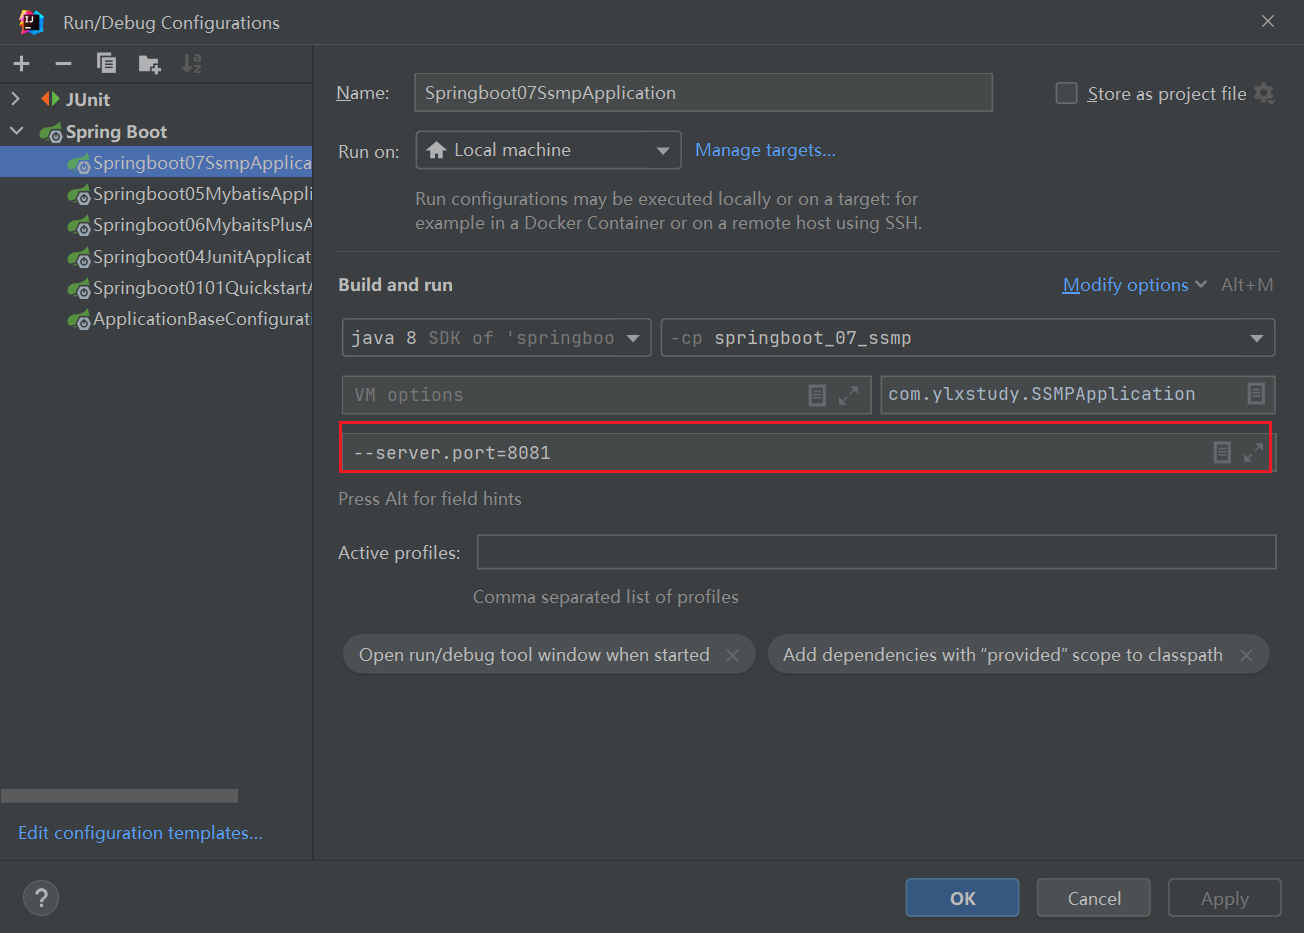 Run/Debug Configurations
JUnit
Spring Boot
Springboot07SsmpApplica
Springboot05MybatisAppli
Springboot06MybaitsPlusA
Springboot04JunitApplicat
Springboot0101QuickstartA
ApplicationBaseConfigurati
Edit configuration templates...
Name:
Springboot07SsmpApplication
Store as project file
Run on:
Local machine
Manage targets...
Run configurations may be executed locally or on a target: for
example in a Docker Container or on a remote host using SSH.
Build and run
Modify options
Alt+M
java 8 SDK of 'springboo
-cp springboot_07_ssmp
VM options
com.ylxstudy.SSMPApplication
--server.port=8081
Press Alt for field hints
Active profiles:
Comma separated list of profiles
Open run/debug tool window when started
Add dependencies with “provided” scope to classpath
?
OK
Cancel
Apply